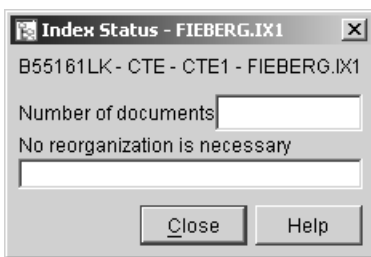 Index Status - FIEBERG.IX1
B55161LK - CTE - CTE1 - FIEBERG.IX1
Number of documents
No reorganization is necessary
Close Help